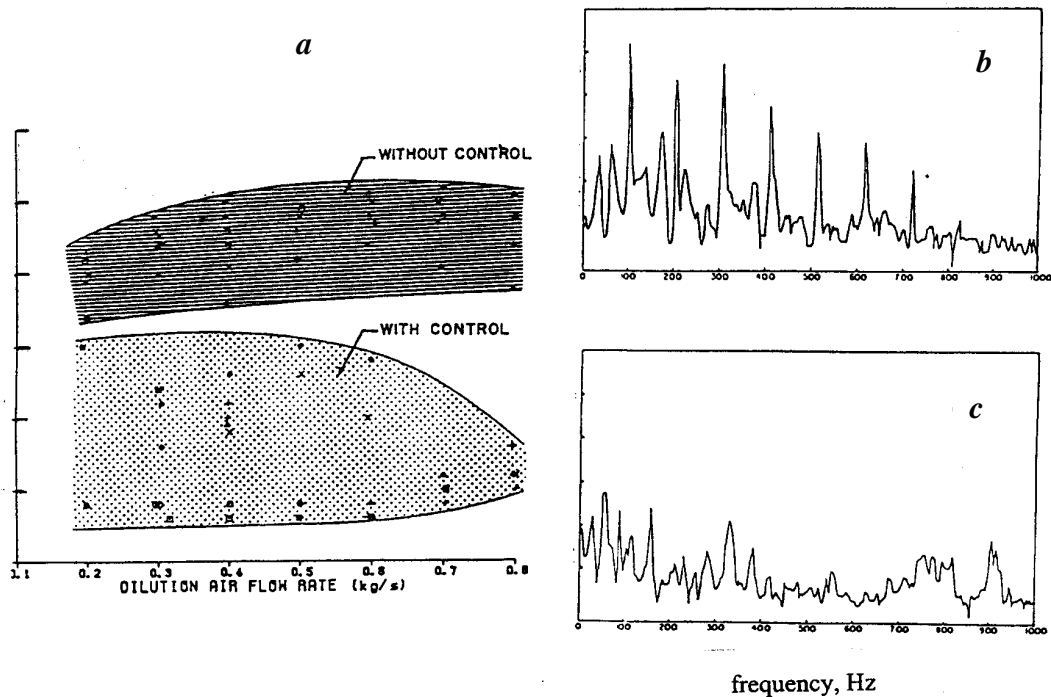 a
WITHOUT CONTROL
WITH CONTROL
0.1 0.2 0.3 0.4 0.5 0.6 0.7 0.8
DILUTION AIR FLOW RATE (kg/s)
b
0 100 200 300 400 500 600 700 800 900 1000
c
0 100 200 300 400 500 600 700 800 900 1000
frequency, Hz